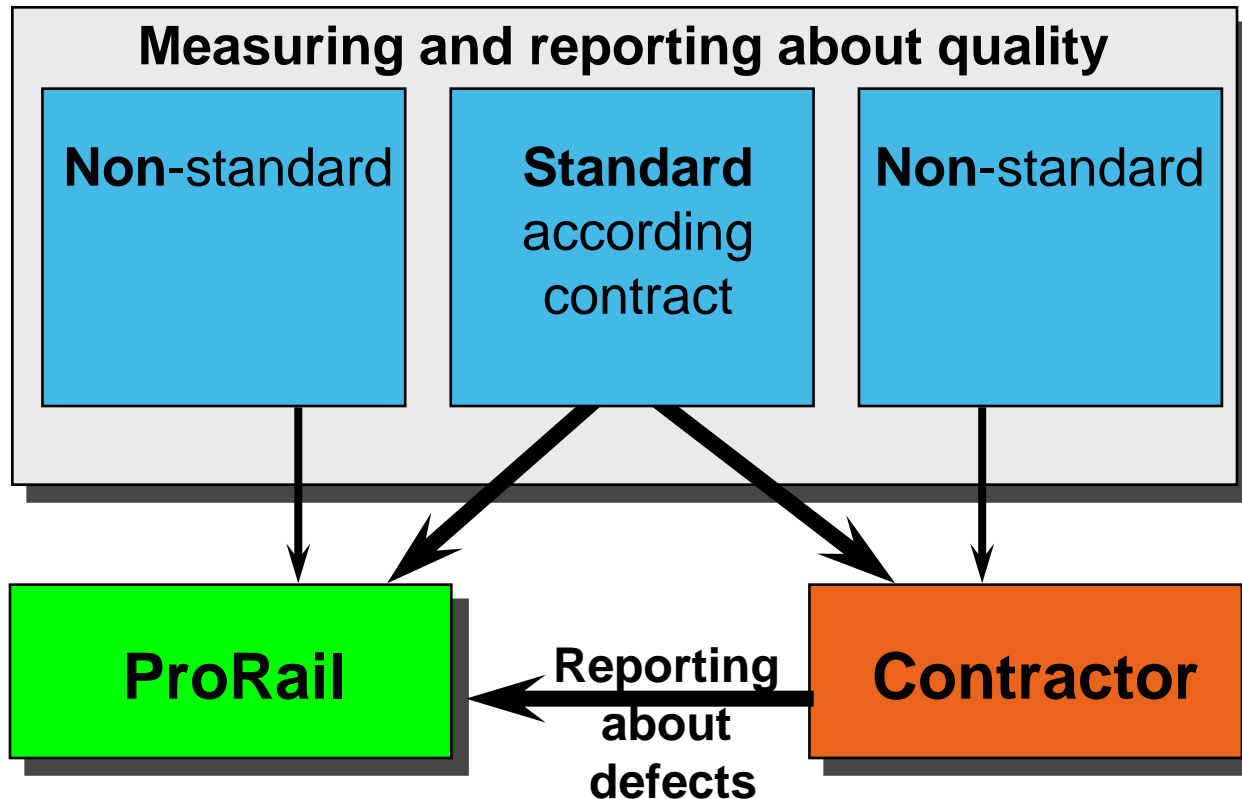 Measuring and reporting about quality
Non-standard
Standard
according
contract
Non-standard
ProRail
Reporting
about
defects
Contractor